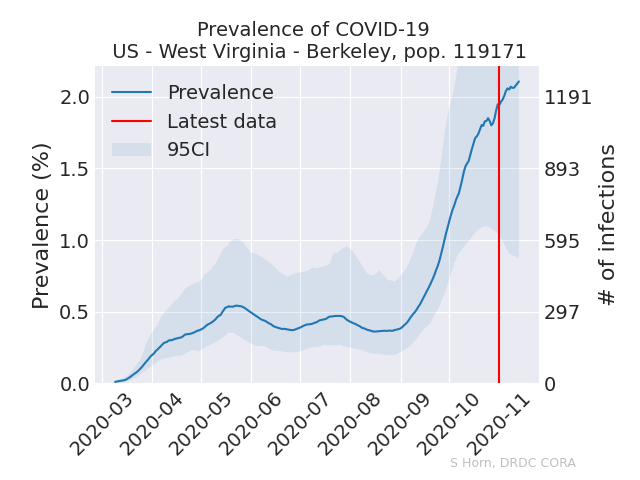 Prevalence of COVID-19
US - West Virginia - Berkeley, pop. 119171
Prevalence
Latest data
95CI
Prevalence (%)
2.0
1.5
1.0
0.5
0.0
# of infections
1191
893
595
297
0
2020-03
2020-04
2020-05
2020-06
2020-07
2020-08
2020-09
2020-10
2020-11
S Horn, DRDC CORA